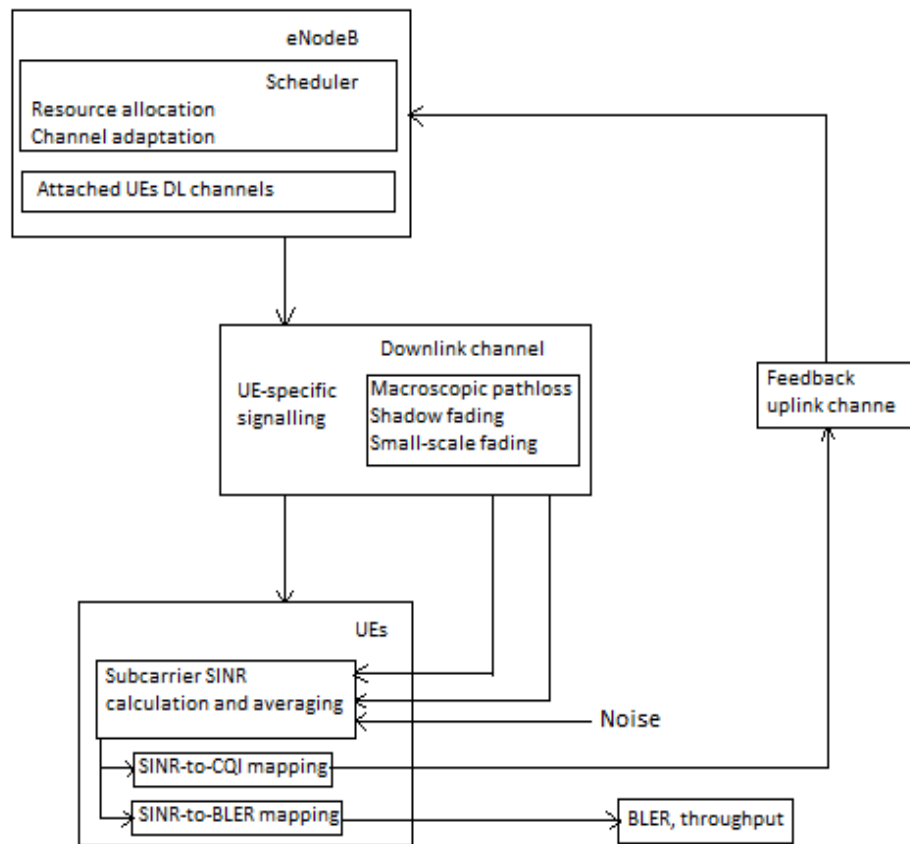 eNodeB
Scheduler
Resource allocation
Channel adaptation
Attached UEs DL channels
Downlink channel
UE-specific
signalling
Macroscopic pathloss
Shadow fading
Small-scale fading
Feedback
uplink channe
UEs
Subcarrier SINR
calculation and averaging
Noise
SINR-to-CQI mapping
SINR-to-BLER mapping
BLER, throughput